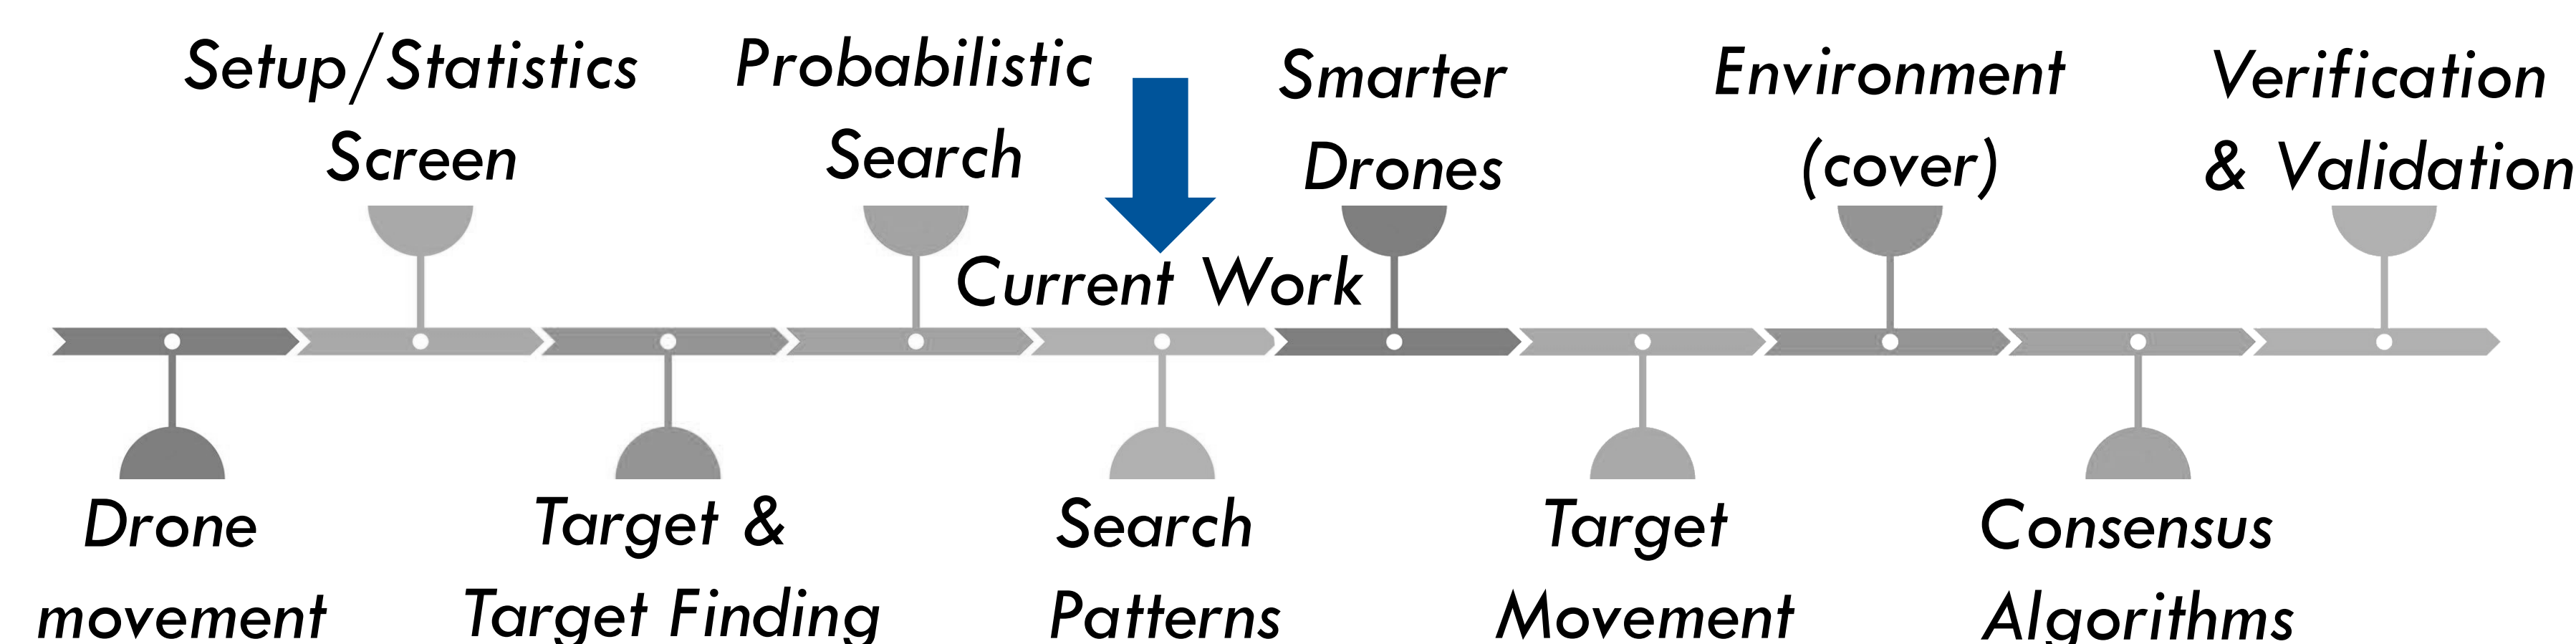 Setup/Statistics
Screen
Probabilistic
Search
Smarter
Drones
Environment
(cover)
Verification
& Validation
Current Work
Drone
movement
Target &
Target Finding
Search
Patterns
Target
Movement
Consensus
Algorithms